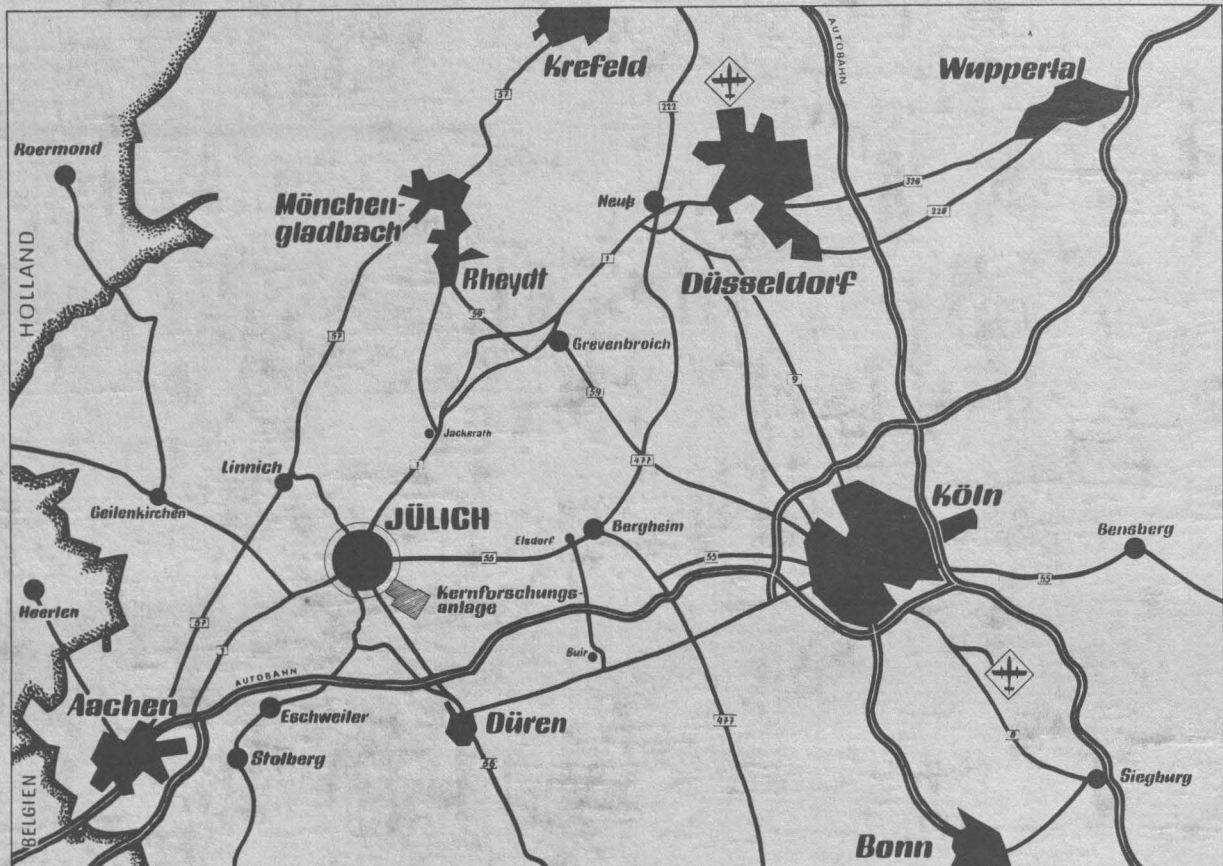 Krefeld
AUTOBAHN
Wuppertal
57
222
Roermond
Mönchen-
gladbach
Neuß
326
228
HOLLAND
Rheydt
1
Düsseldorf
59
57
Grevenbroich
9
59
Jackerath
1
477
Linnich
Köln
Geilenkirchen
JÜLICH
Elsdorf
Bergheim
Bensberg
55
55
55
Kernforschungs-
anlage
Heerlen
57
1
Buir
AUTOBAHN
Aachen
Eschweiler
Düren
477
8
Stolberg
56
Siegburg
BELGIEN
Bonn